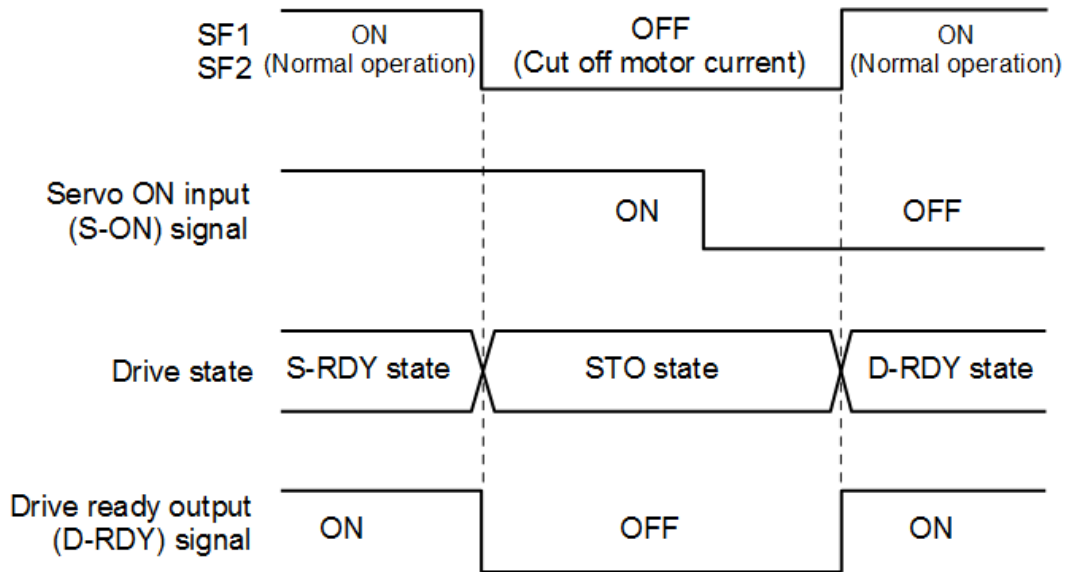 SF1
SF2
ON
(Normal operation)
OFF
(Cut off motor current)
ON
(Normal operation)
Servo ON input
(S-ON) signal
ON
OFF
Drive state
S-RDY state
STO state
D-RDY state
Drive ready output
(D-RDY) signal
ON
OFF
ON